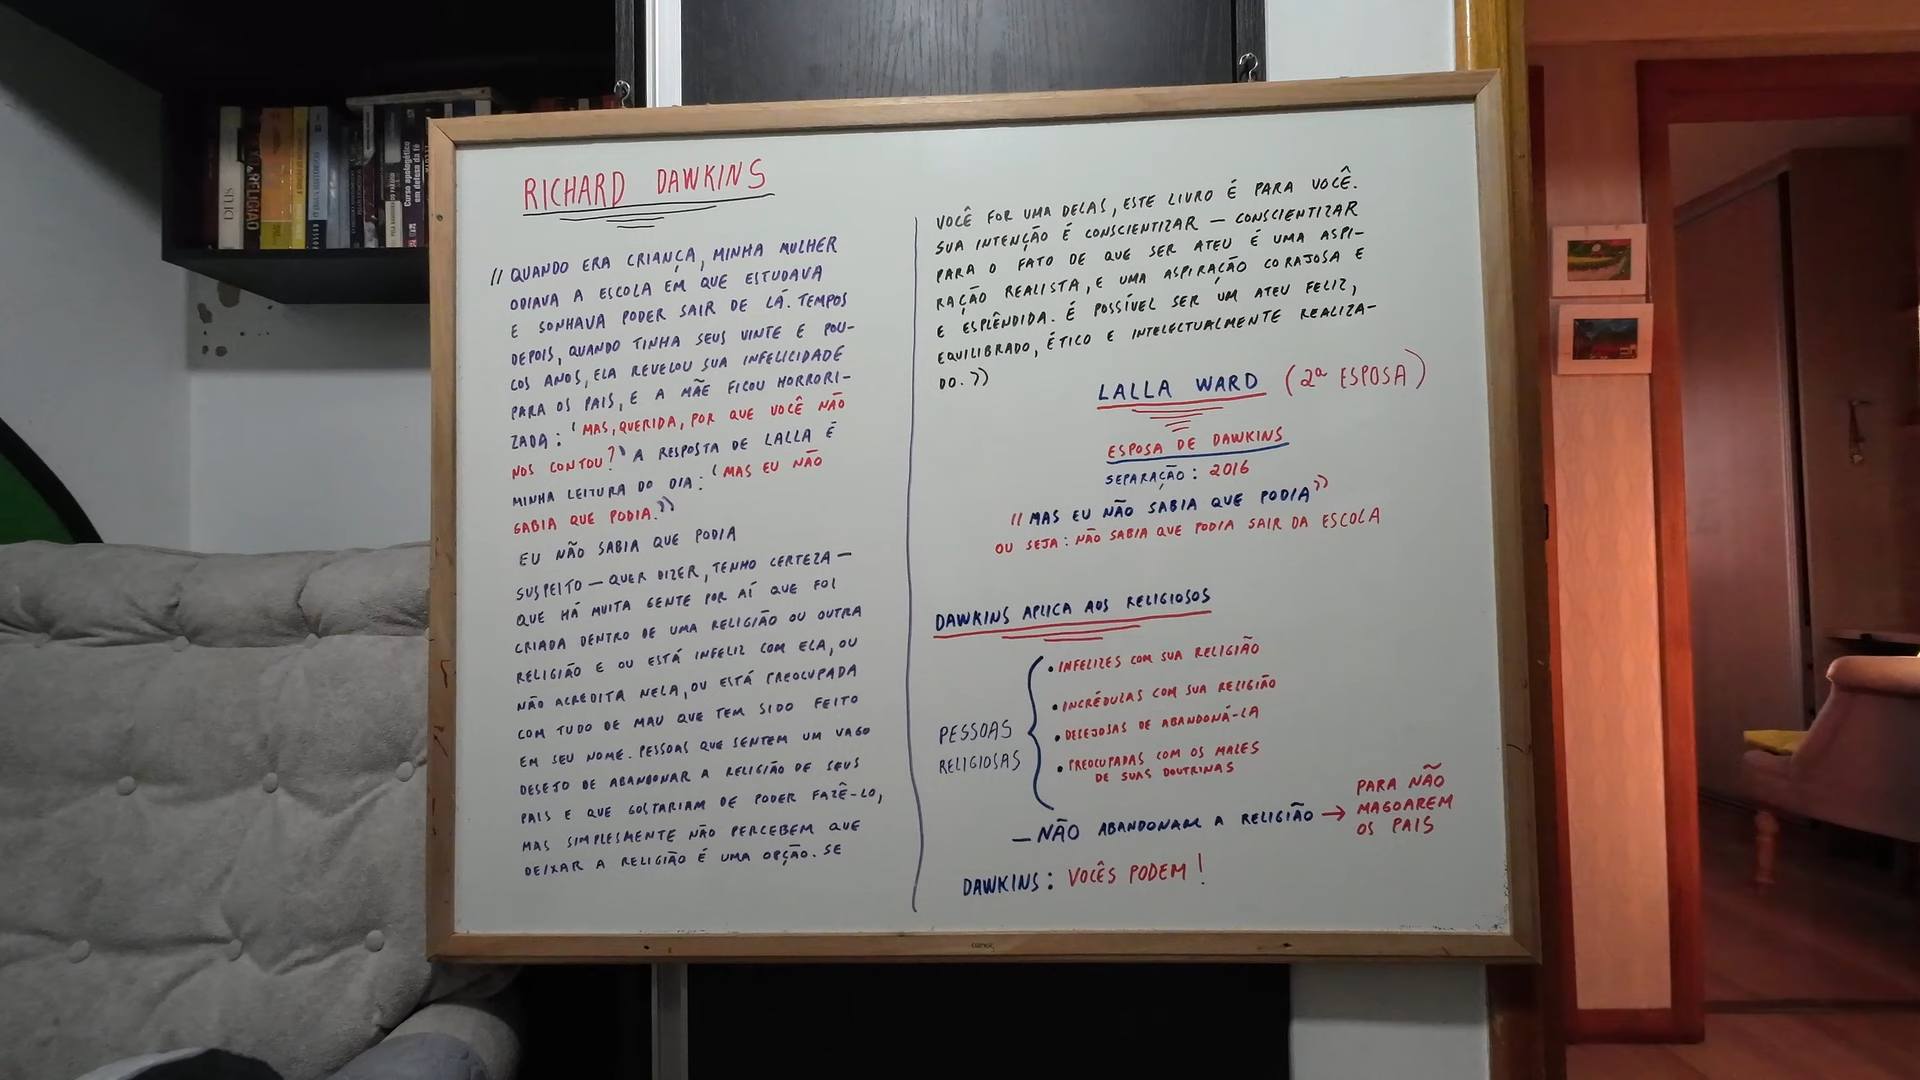 RICHARD DAWKINS
"QUANDO ERA CRIANÇA, MINHA MULHER
ODIAVA A ESCOLA EM QUE ESTUDAVA
E SONHAVA PODER SAIR DE LÁ. TEMPOS
DEPOIS, QUANDO TINHA SEUS VINTE E POU-
COS ANOS, ELA REVELOU SUA INFELICIDADE
PARA OS PAIS, E A MÃE FICOU HORRORI-
ZADA: 'MAS, QUERIDA, POR QUE VOCÊ NÃO
NOS CONTOU?' A RESPOSTA DE LALLA É
MINHA LEITURA DO DIA: 'MAS EU NÃO
SABIA QUE PODIA.'"
EU NÃO SABIA QUE PODIA
SUSPEITO — QUER DIZER, TENHO CERTEZA —
QUE HÁ MUITA GENTE POR AÍ QUE FOI
CRIADA DENTRO DE UMA RELIGIÃO OU OUTRA
RELIGIÃO E OU ESTÁ INFELIZ COM ELA, OU
NÃO ACREDITA NELA, OU ESTÁ PREOCUPADA
COM TUDO DE MAU QUE TEM SIDO FEITO
EM SEU NOME. PESSOAS QUE SENTEM UM VAGO
DESEJO DE ABANDONAR A RELIGIÃO DE SEUS
PAIS E QUE GOSTARIAM DE PODER FAZÊ-LO,
MAS SIMPLESMENTE NÃO PERCEBEM QUE
DEIXAR A RELIGIÃO É UMA OPÇÃO. SE
VOCÊ FOR UMA DELAS, ESTE LIVRO É PARA VOCÊ.
SUA INTENÇÃO É CONSCIENTIZAR — CONSCIENTIZAR
PARA O FATO DE QUE SER ATEU É UMA ASPI-
RAÇÃO REALISTA, E UMA ASPIRAÇÃO CORAJOSA E
E ESPLÊNDIDA. É POSSÍVEL SER UM ATEU FELIZ,
EQUILIBRADO, ÉTICO E INTELECTUALMENTE REALIZA-
DO."
LALLA WARD (2ª ESPOSA)
ESPOSA DE DAWKINS
SEPARAÇÃO: 2016
"MAS EU NÃO SABIA QUE PODIA"
OU SEJA: NÃO SABIA QUE PODIA SAIR DA ESCOLA
DAWKINS APLICA AOS RELIGIOSOS
PESSOAS
RELIGIOSAS
• INFELIZES COM SUA RELIGIÃO
• INCRÉDULAS COM SUA RELIGIÃO
• DESEJOSAS DE ABANDONÁ-LA
• PREOCUPADAS COM OS MALES
DE SUAS DOUTRINAS
— NÃO ABANDONAM A RELIGIÃO → PARA NÃO
MAGOAREM
OS PAIS
DAWKINS: VOCÊS PODEM!
Curso apologético
em defesa da fé
RELIGIÃO